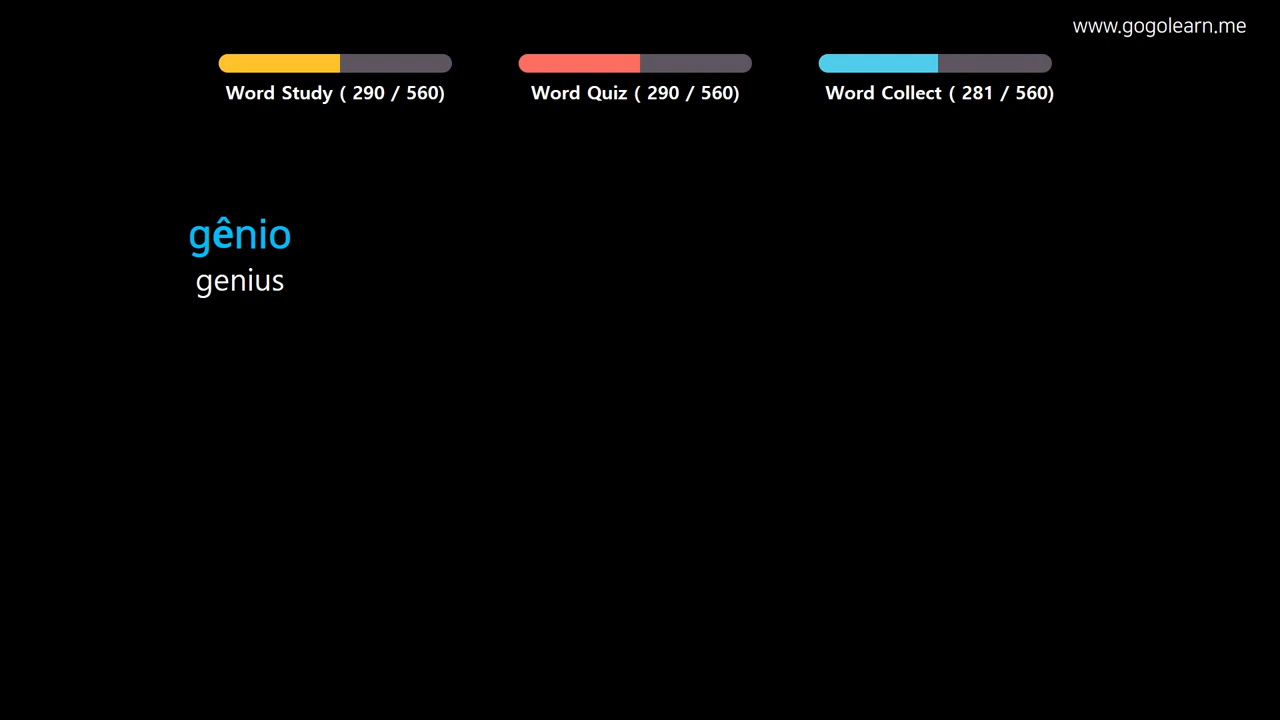 www.gogolearn.me
Word Study ( 290 / 560)
Word Quiz ( 290 / 560)
Word Collect ( 281 / 560)
gênio
genius